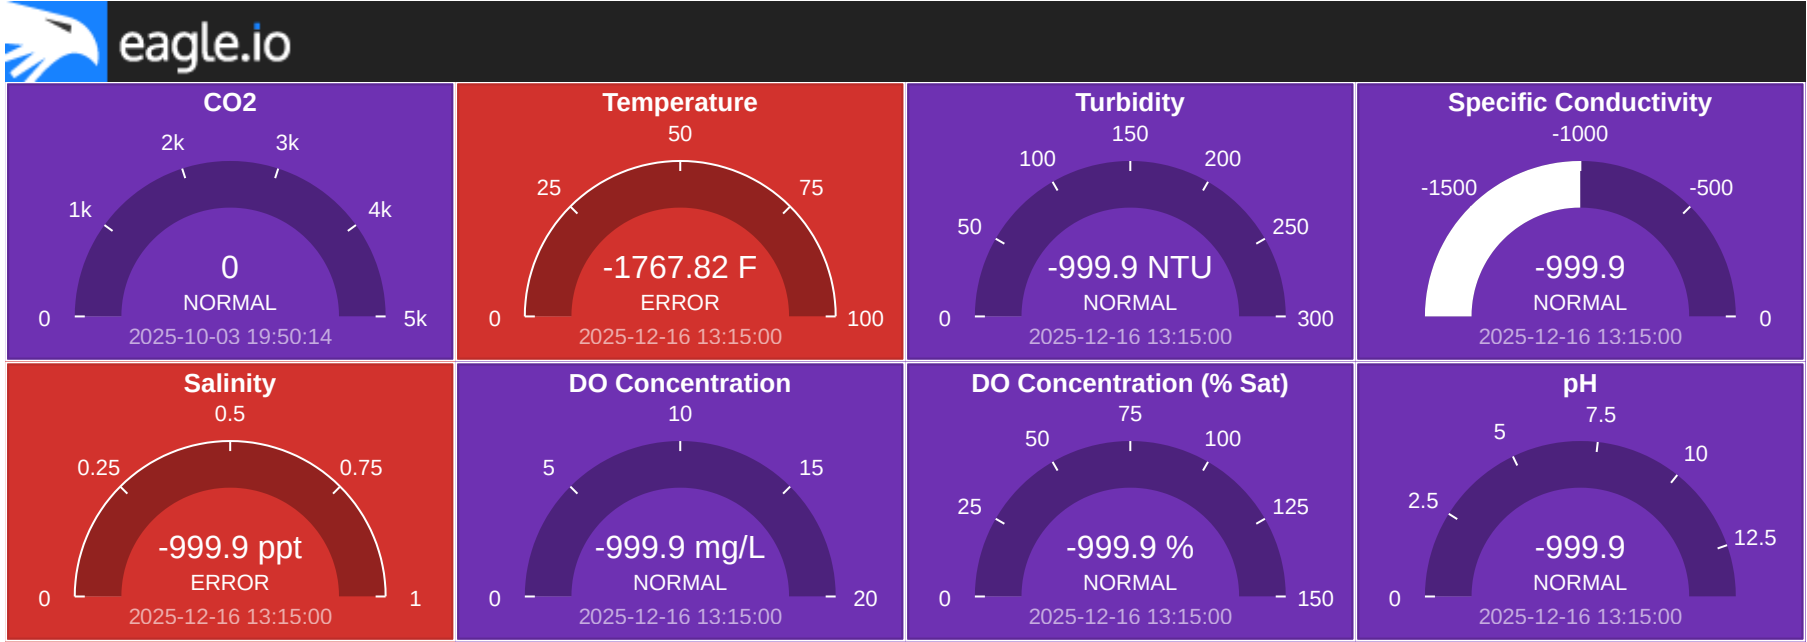 eagle.io
CO2
0
1k
2k
3k
4k
5k
0
NORMAL
2025-10-03 19:50:14
Temperature
0
25
50
75
100
-1767.82 F
ERROR
2025-12-16 13:15:00
Turbidity
0
50
100
150
200
250
300
-999.9 NTU
NORMAL
2025-12-16 13:15:00
Specific Conductivity
-1500
-1000
-500
0
-999.9
NORMAL
2025-12-16 13:15:00
Salinity
0
0.25
0.5
0.75
1
-999.9 ppt
ERROR
2025-12-16 13:15:00
DO Concentration
0
5
10
15
20
-999.9 mg/L
NORMAL
2025-12-16 13:15:00
DO Concentration (% Sat)
0
25
50
75
100
125
150
-999.9 %
NORMAL
2025-12-16 13:15:00
pH
0
2.5
5
7.5
10
12.5
-999.9
NORMAL
2025-12-16 13:15:00